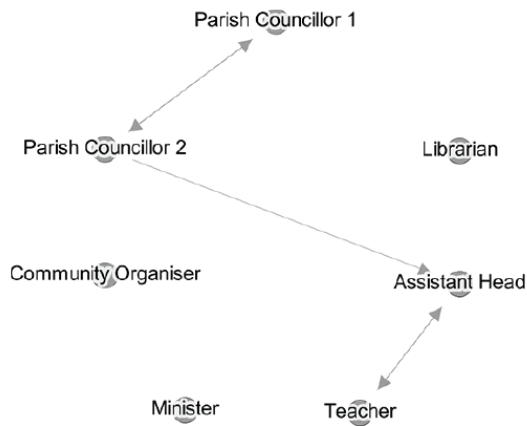 Parish Councillor 1
Parish Councillor 2
Librarian
Community Organiser
Assistant Head
Minister
Teacher